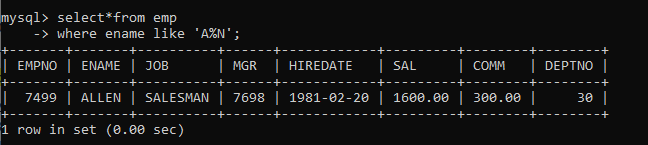 mysql> select*from emp
    -> where ename like 'A%N';
+-------+-------+----------+------+------------+---------+--------+--------+
| EMPNO | ENAME | JOB      | MGR  | HIREDATE   | SAL     | COMM   | DEPTNO |
+-------+-------+----------+------+------------+---------+--------+--------+
|  7499 | ALLEN | SALESMAN | 7698 | 1981-02-20 | 1600.00 | 300.00 |     30 |
+-------+-------+----------+------+------------+---------+--------+--------+
1 row in set (0.00 sec)